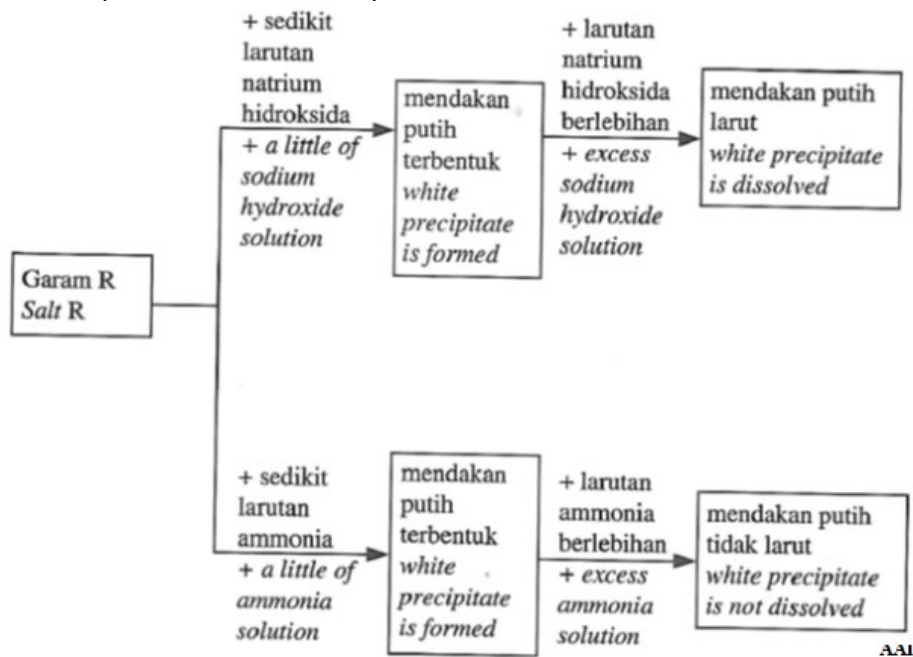 + sedikit
larutan
natrium
hidroksida
+ a little of
sodium
hydroxide
solution
mendakan
putih
terbentuk
white
precipitate
is formed
+ larutan
natrium
hidroksida
berlebihan
+ excess
sodium
hydroxide
solution
mendakan putih
larut
white precipitate
is dissolved
Garam R
Salt R
+ sedikit
larutan
ammonia
+ a little of
ammonia
solution
mendakan
putih
terbentuk
white
precipitate
is formed
+ larutan
ammonia
berlebihan
+ excess
ammonia
solution
mendakan putih
tidak larut
white precipitate
is not dissolved